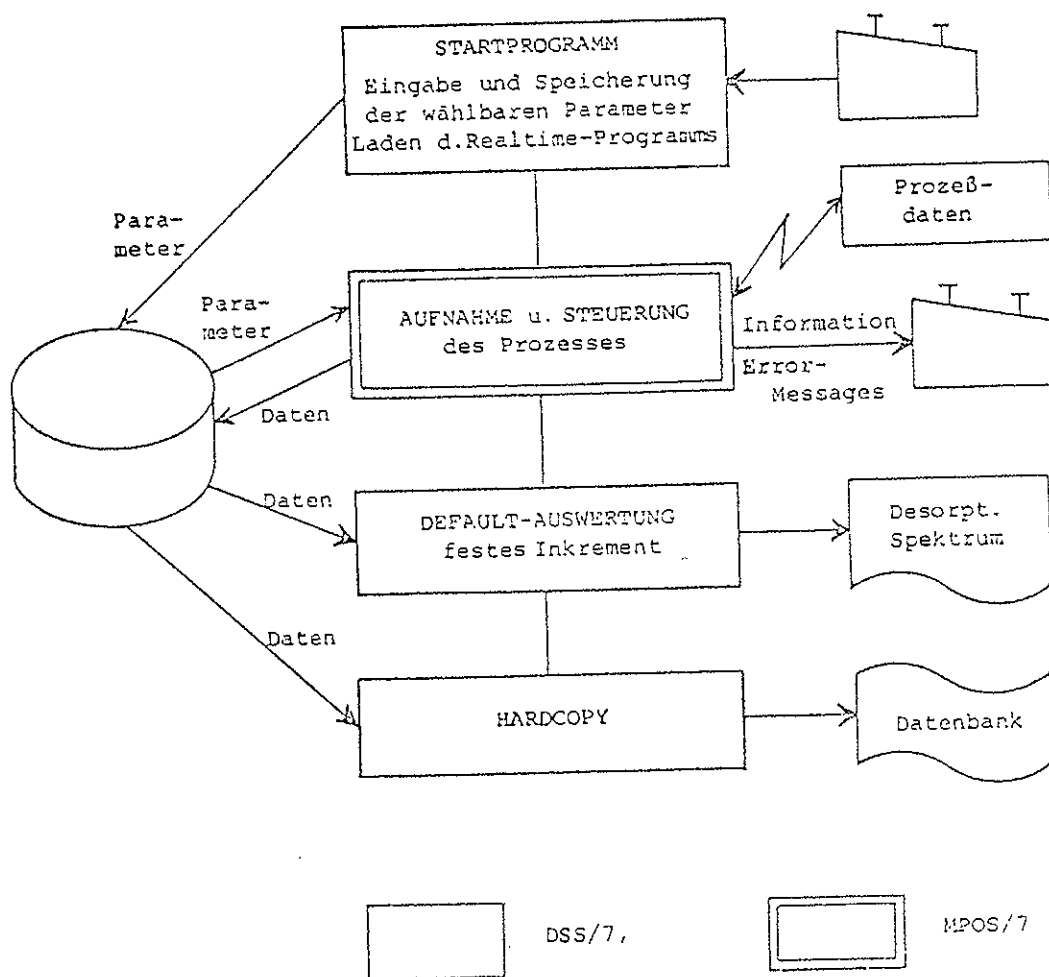 STARTPROGRAMM
Eingabe und Speicherung
der wählbaren Parameter
Laden d.Realtime-Programms
Prozeß-
daten
Para-
meter
Para-
meter
AUFNAHME u. STEUERUNG
des Prozesses
Information
Error-
Messages
Daten
Daten
DEFAULT-AUSWERTUNG
festes Inkrement
Desorpt.
Spektrum
Daten
HARDCOPY
Datenbank
DSS/7,
MPOS/7